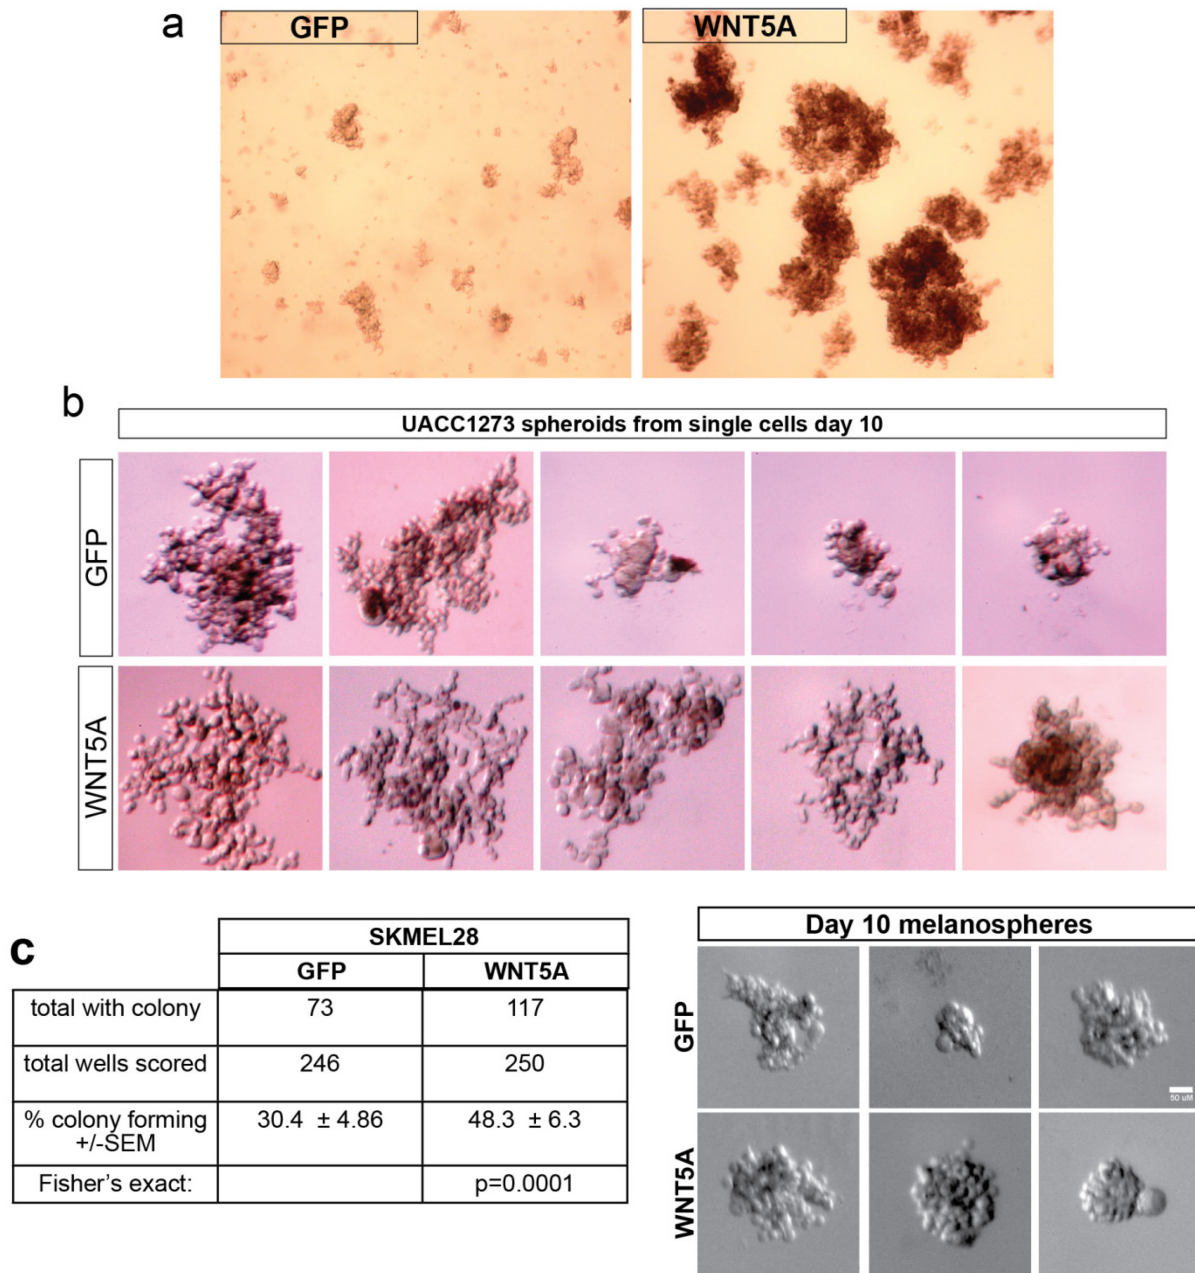 a
GFP
WNT5A
b
UACC1273 spheroids from single cells day 10
GFP
WNT5A
c
SKMEL28
GFP WNT5A
total with colony 73 117
total wells scored 246 250
% colony forming 30.4 ± 4.86 48.3 ± 6.3
+/-SEM
Fisher's exact: p=0.0001
Day 10 melanospheres
GFP
50 uM
WNT5A